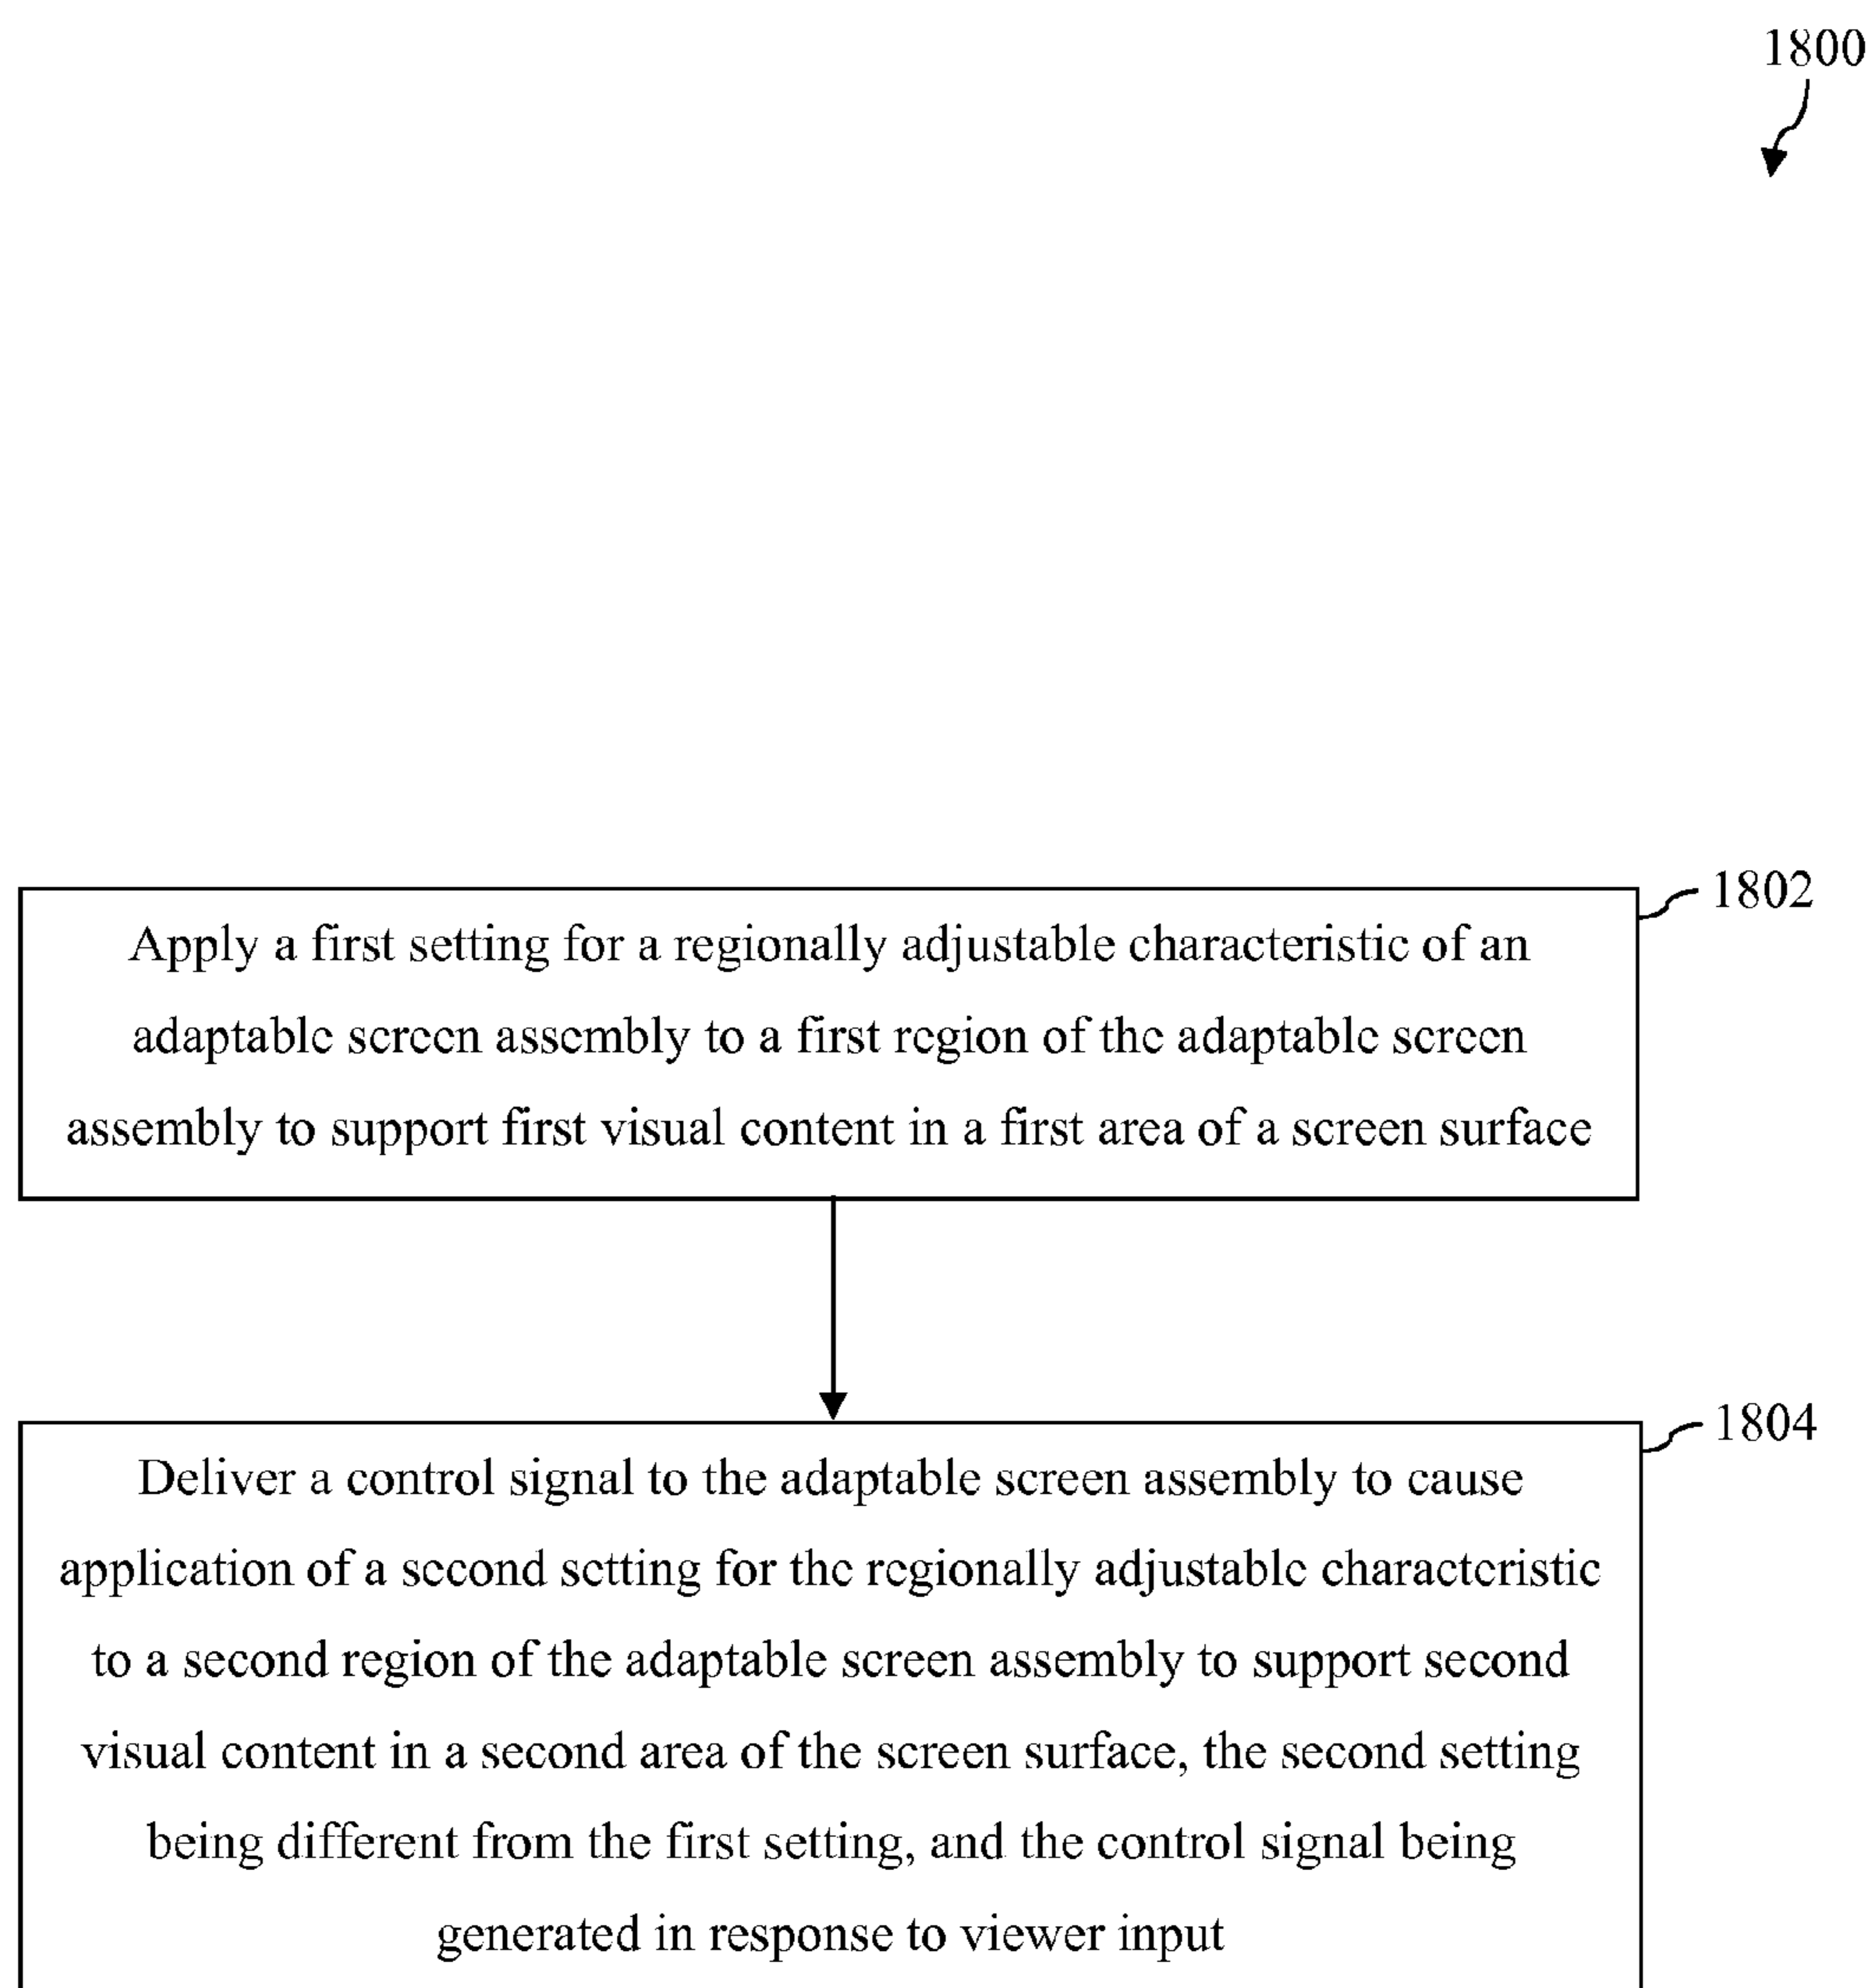 1800
1802
Apply a first setting for a regionally adjustable characteristic of an
adaptable screen assembly to a first region of the adaptable screen
assembly to support first visual content in a first area of a screen surface
1804
Deliver a control signal to the adaptable screen assembly to cause
application of a second setting for the regionally adjustable characteristic
to a second region of the adaptable screen assembly to support second
visual content in a second area of the screen surface, the second setting
being different from the first setting, and the control signal being
generated in response to viewer input